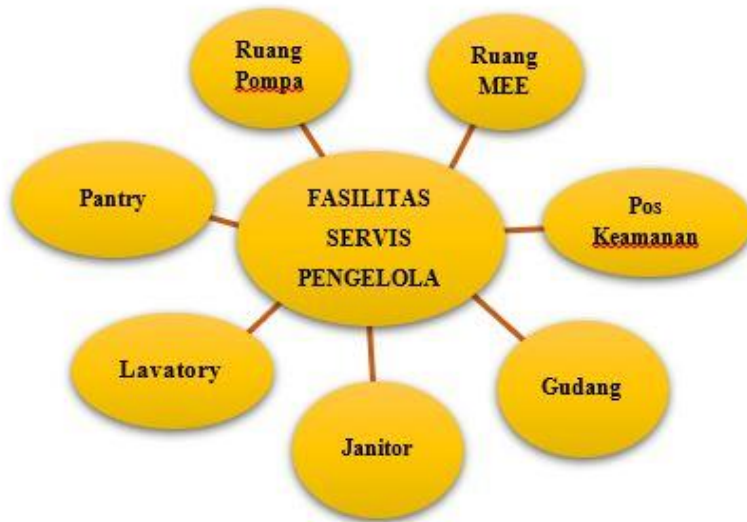 Ruang
Pompa
Ruang
MEE
Pantry
FASILITAS
SERVIS
PENGELOLA
Pos
Keamanan
Lavatory
Gudang
Janitor